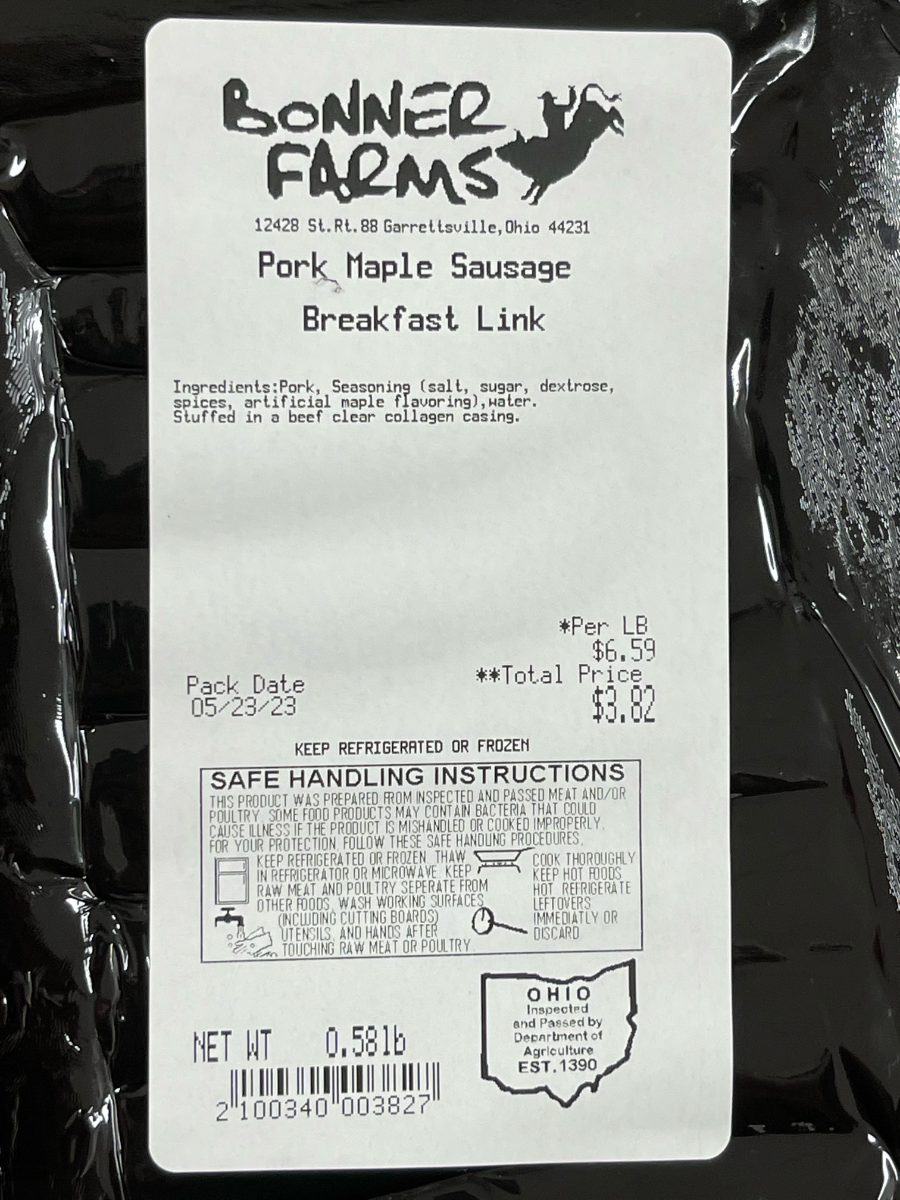 BONNER
FARMS
12428 St.Rt.88 Garrettsville,Ohio 44231
Pork Maple Sausage
Breakfast Link
Ingredients:Pork, Seasoning (salt, sugar, dextrose,
spices, artificial maple flavoring),water.
Stuffed in a beef clear collagen casing.
*Per LB
$6.59
**Total Price
$3.82
Pack Date
05/23/23
KEEP REFRIGERATED OR FROZEN
SAFE HANDLING INSTRUCTIONS
THIS PRODUCT WAS PREPARED FROM INSPECTED AND PASSED MEAT AND/OR
POULTRY. SOME FOOD PRODUCTS MAY CONTAIN BACTERIA THAT COULD
CAUSE ILLNESS IF THE PRODUCT IS MISHANDLED OR COOKED IMPROPERLY.
FOR YOUR PROTECTION, FOLLOW THESE SAFE HANDLING PROCEDURES.
KEEP REFRIGERATED OR FROZEN. THAW
IN REFRIGERATOR OR MICROWAVE. KEEP
RAW MEAT AND POULTRY SEPERATE FROM
OTHER FOODS. WASH WORKING SURFACES
(INCLUDING CUTTING BOARDS)
UTENSILS, AND HANDS AFTER
TOUCHING RAW MEAT OR POULTRY.
COOK THOROUGHLY
KEEP HOT FOODS
HOT. REFRIGERATE
LEFTOVERS
IMMEDIATLY OR
DISCARD.
OHIO
Inspected
and Passed by
Department of
Agriculture
EST. 1390
NET WT 0.58lb
2 100340 003827